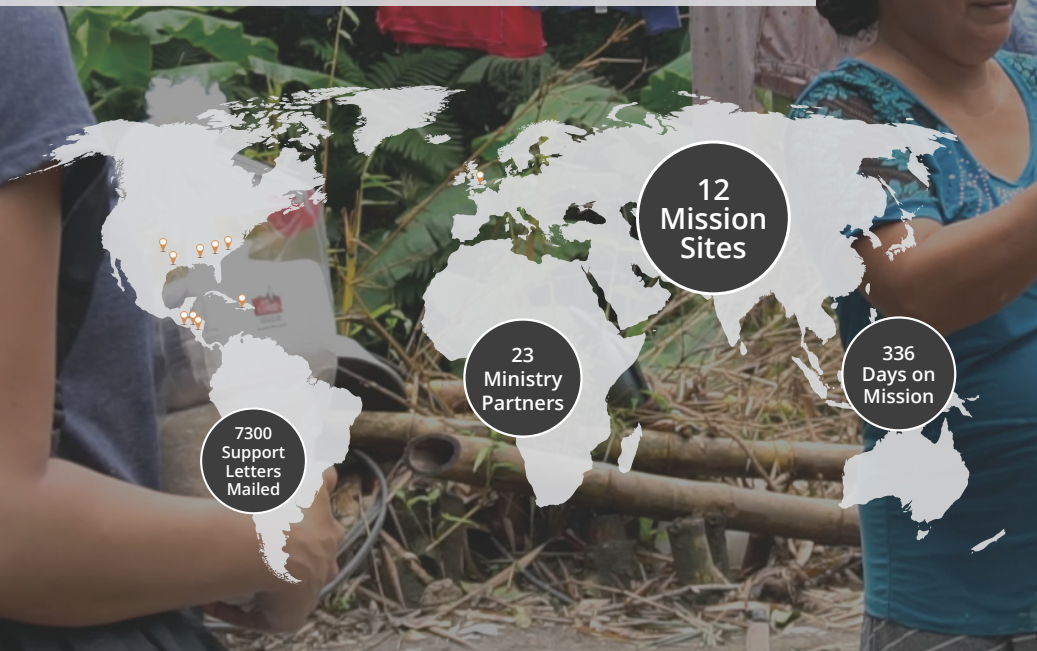 12
Mission
Sites
23
Ministry
Partners
336
Days on
Mission
7300
Support
Letters
Mailed